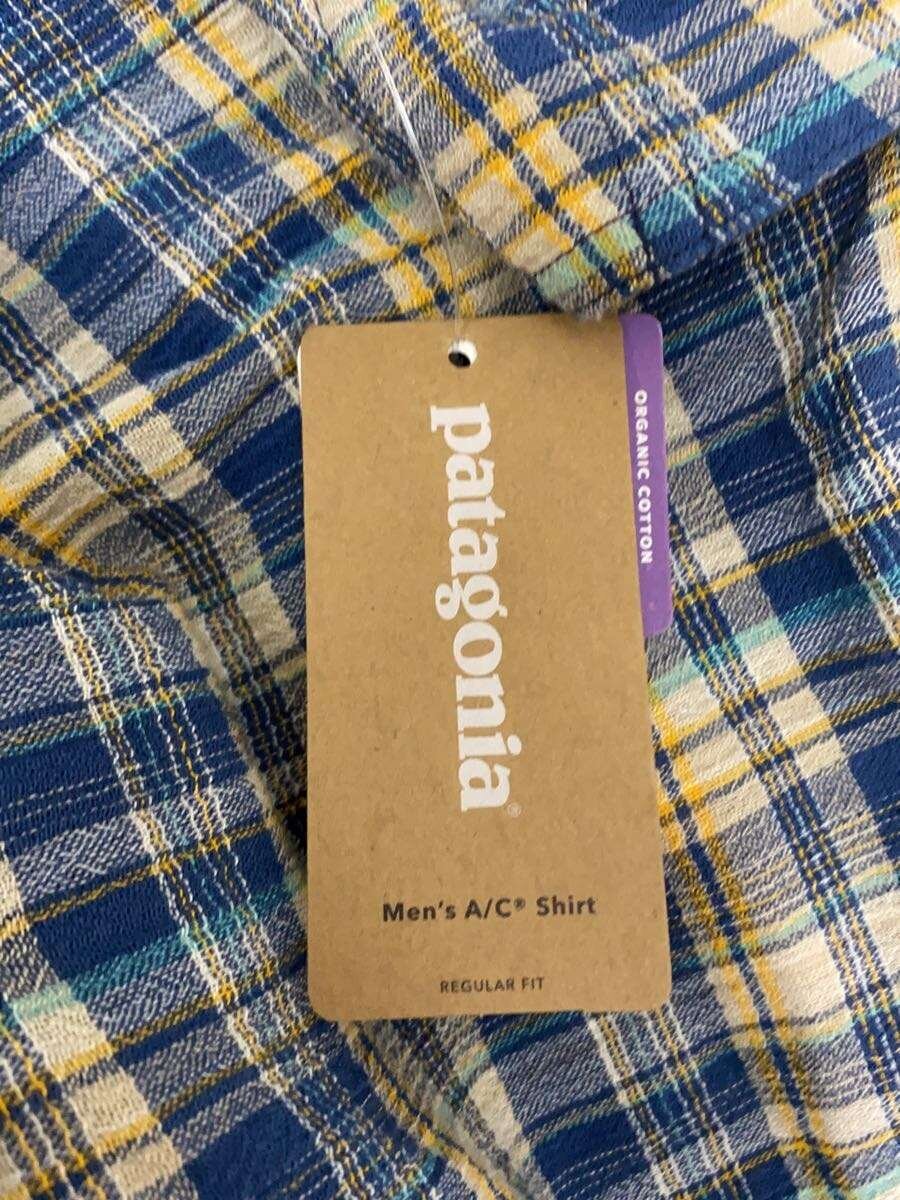 patagonia®
ORGANIC COTTON
Men's A/C® Shirt
REGULAR FIT